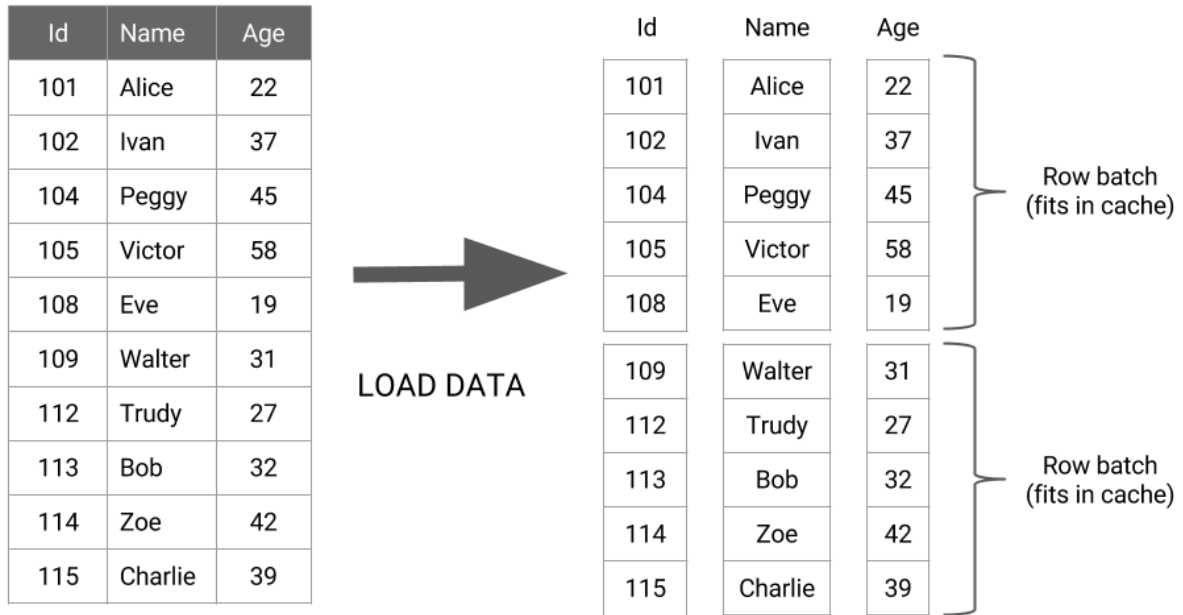 Id Name Age
101 Alice 22
102 Ivan 37
104 Peggy 45
105 Victor 58
108 Eve 19
109 Walter 31
112 Trudy 27
113 Bob 32
114 Zoe 42
115 Charlie 39
LOAD DATA
Id Name Age
101 Alice 22
102 Ivan 37
104 Peggy 45
105 Victor 58
108 Eve 19
Row batch
(fits in cache)
109 Walter 31
112 Trudy 27
113 Bob 32
114 Zoe 42
115 Charlie 39
Row batch
(fits in cache)